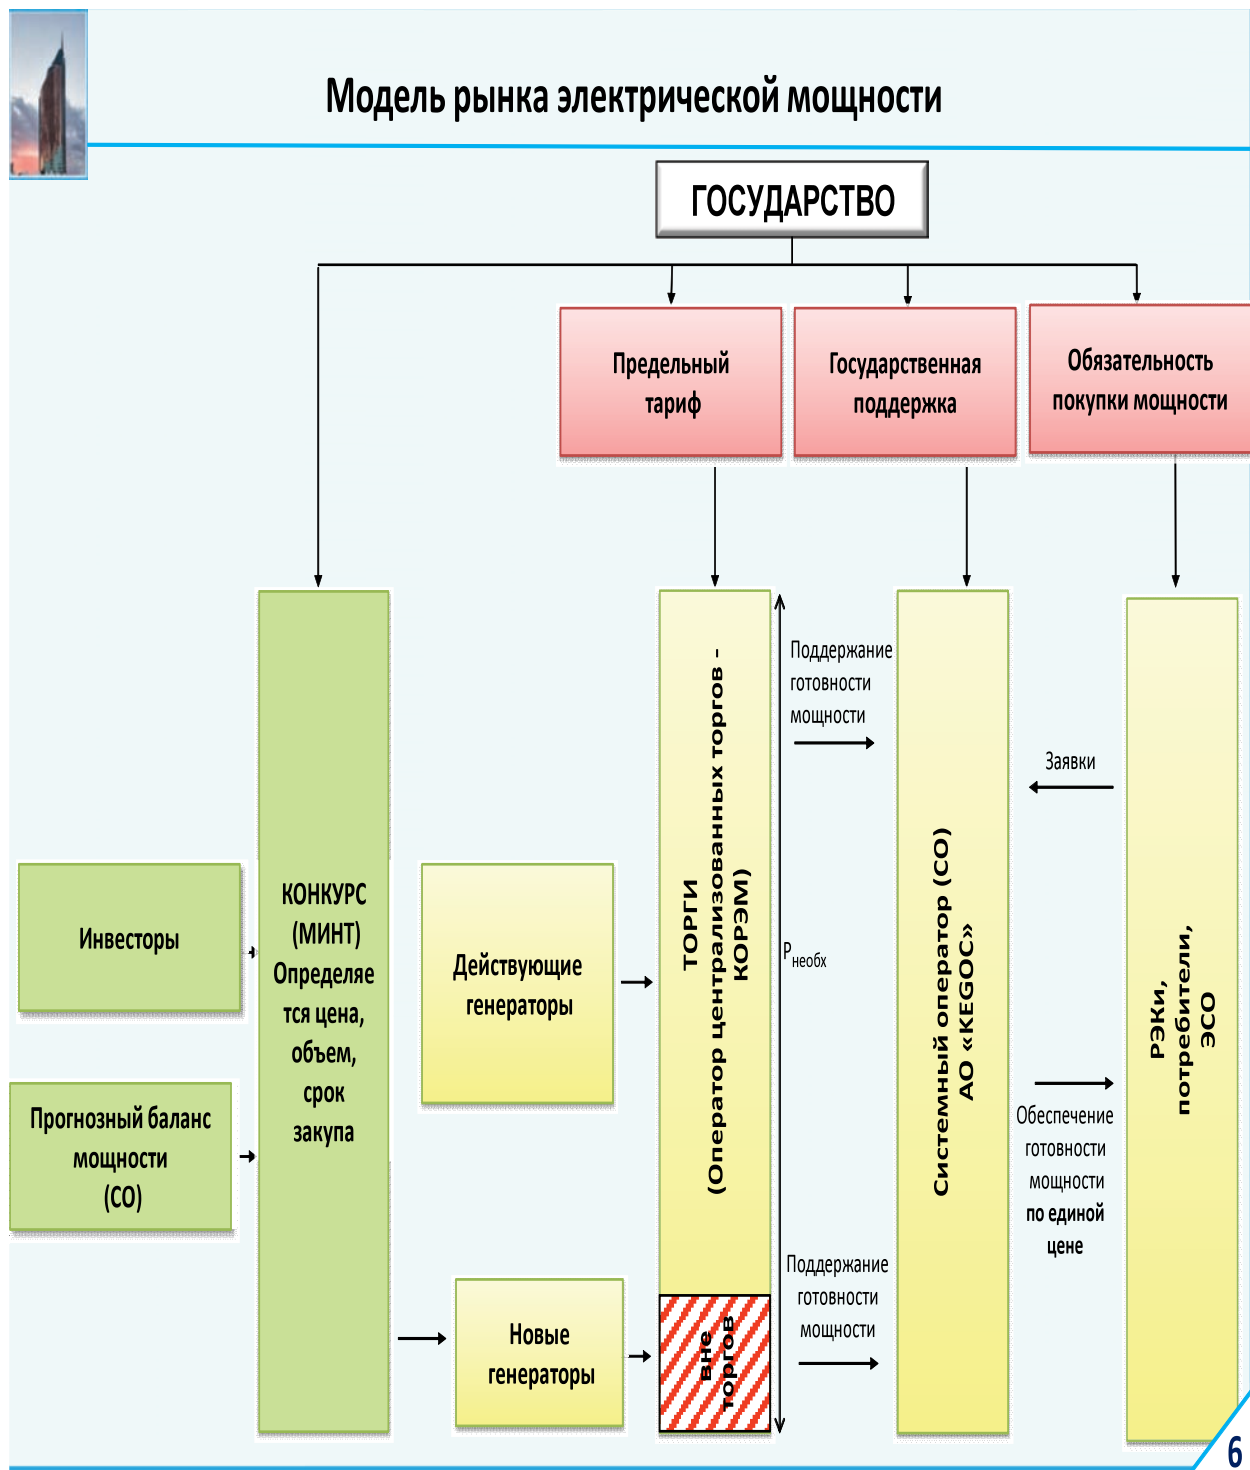 Модель рынка электрической мощности
ГОСУДАРСТВО
Предельный
тариф
Государственная
поддержка
Обязательность
покупки мощности
Инвесторы
Прогнозный баланс
мощности
(СО)
КОНКУРС
(МИНТ)
Определяе
тся цена,
объем,
срок
закупа
Действующие
генераторы
Новые
генераторы
ТОРГИ
(Оператор централизованных торгов -
КОРЭМ)
вне
торгов
Поддержание
готовности
мощности
Рнеобх
Поддержание
готовности
мощности
Системный оператор (СО)
АО «KEGOC»
Заявки
Обеспечение
готовности
мощности
по единой
цене
РЭКи,
потребители,
ЭСО
6